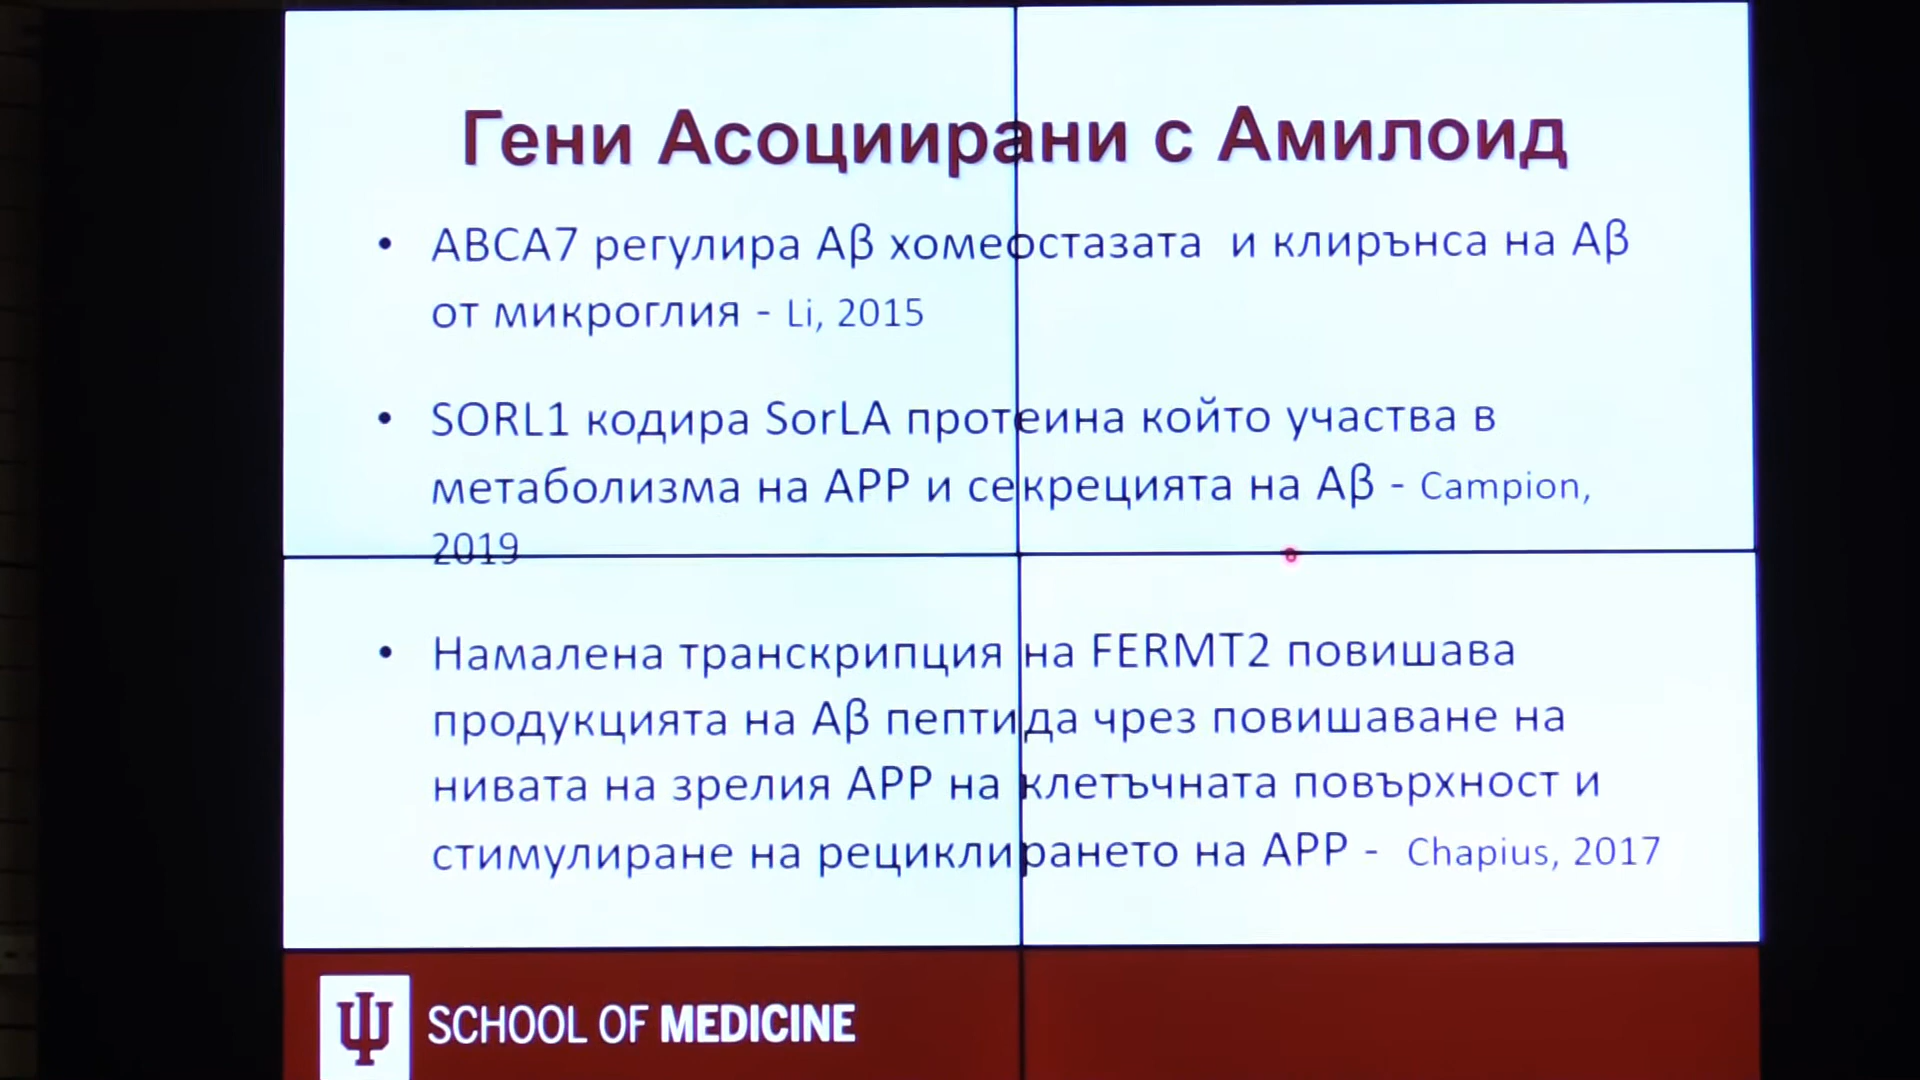 Гени Асоциирани с Амилоид
• ABCA7 регулира Aβ хомеостазата и клирънса на Aβ
от микроглия - Li, 2015
• SORL1 кодира SorLA протеина който участва в
метаболизма на APP и секрецията на Aβ - Campion,
2019
• Намалена транскрипция на FERMT2 повишава
продукцията на Aβ пептида чрез повишаване на
нивата на зрелия APP на клетъчната повърхност и
стимулиране на рециклирането на APP - Chapius, 2017
SCHOOL OF MEDICINE